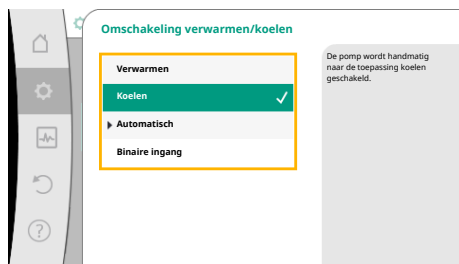 Omschakeling verwarmen/koelen
Verwarmen
Koelen
Automatisch
Binaire ingang
De pomp wordt handmatig
naar de toepassing koelen
geschakeld.